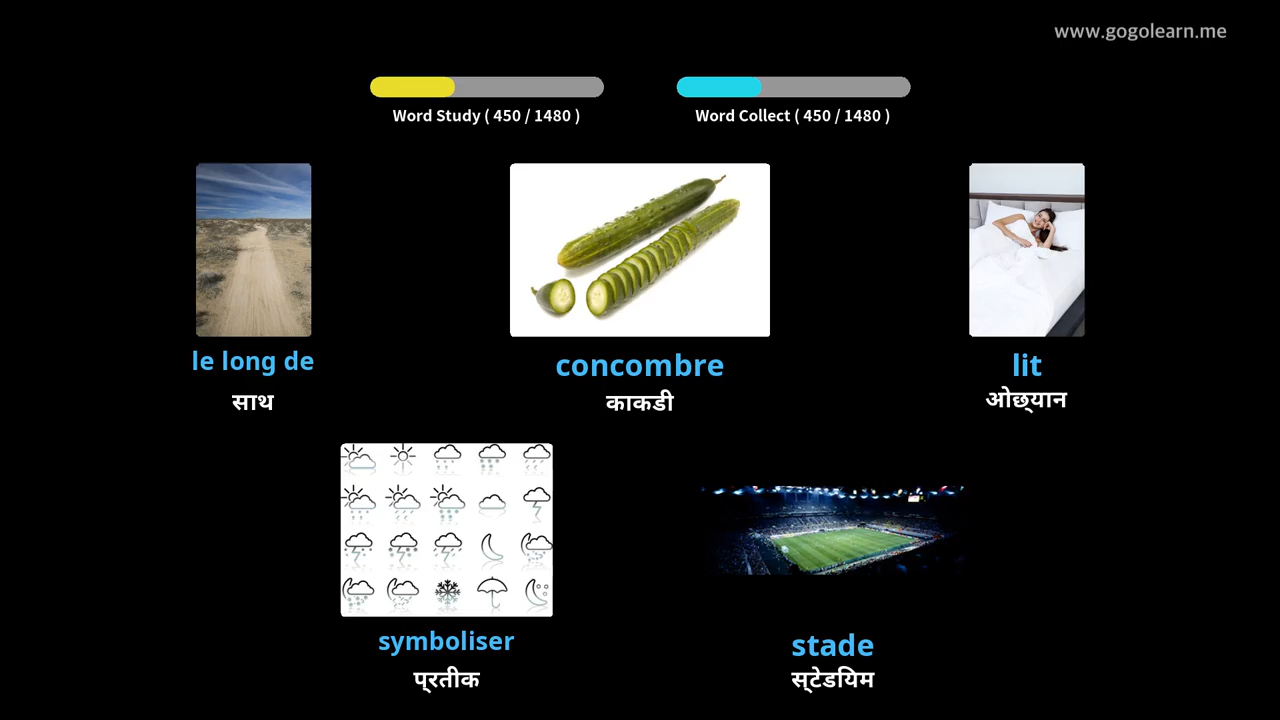 www.gogolearn.me
Word Study ( 450 / 1480 )
Word Collect ( 450 / 1480 )
le long de
साथ
concombre
काकडी
lit
ओछ्यान
symboliser
प्रतीक
stade
स्टेडियम